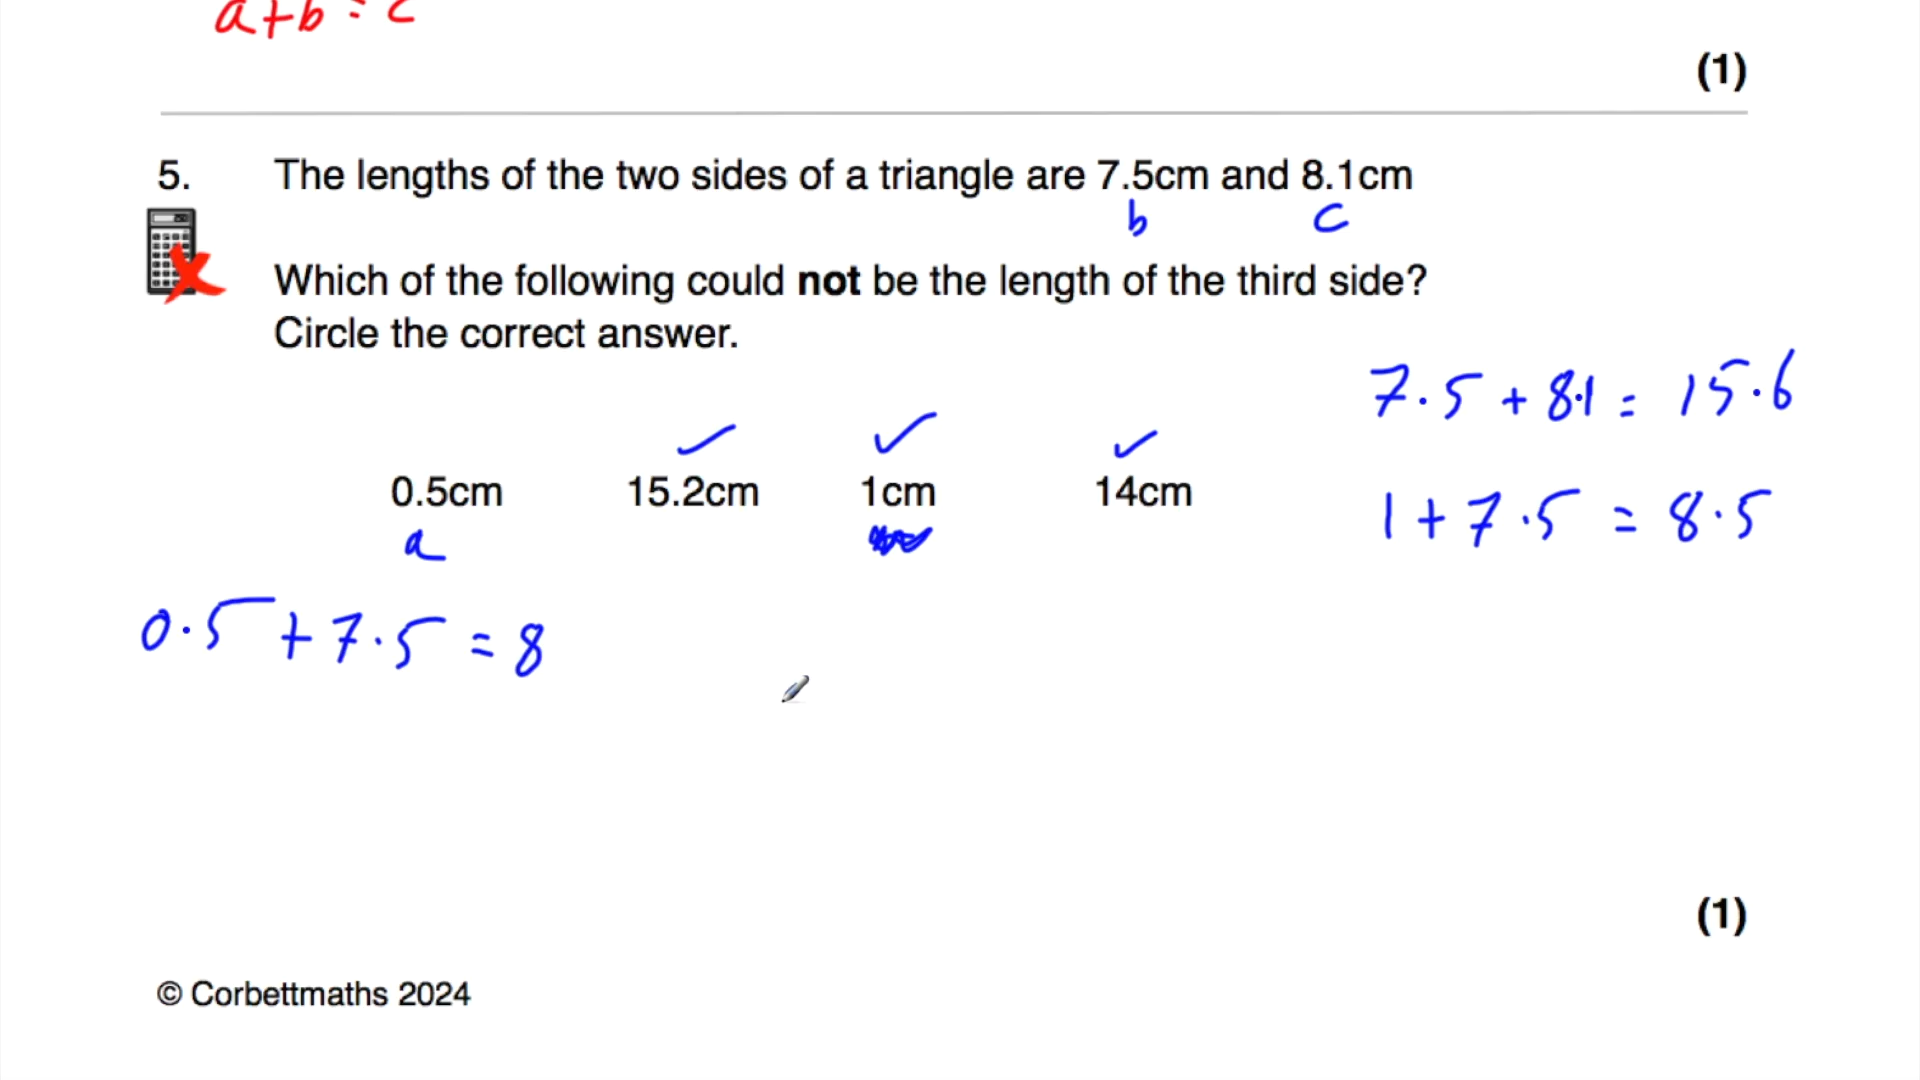 a+b = c
(1)
5. The lengths of the two sides of a triangle are 7.5cm and 8.1cm
b c
Which of the following could not be the length of the third side?
Circle the correct answer.
7.5 + 8.1 = 15.6
0.5cm 15.2cm 1cm 14cm
1 + 7.5 = 8.5
a
0.5 + 7.5 = 8
(1)
© Corbettmaths 2024